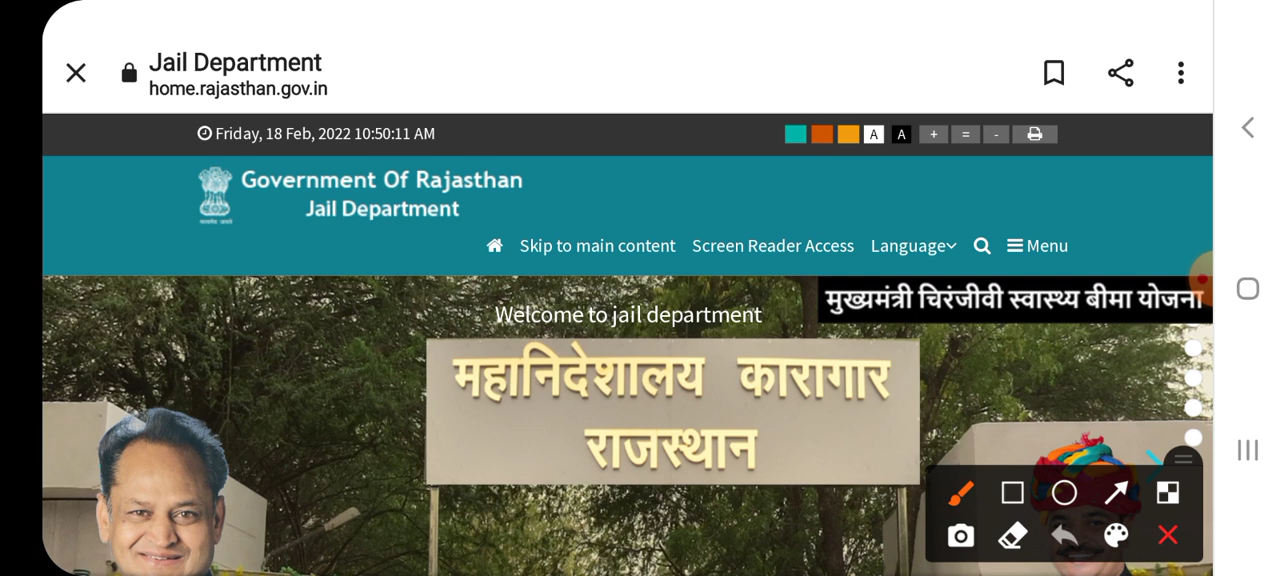 Jail Department
home.rajasthan.gov.in
Friday, 18 Feb, 2022 10:50:11 AM
A A + = -
Government Of Rajasthan
Jail Department
Skip to main content Screen Reader Access Language Menu
मुख्यमंत्री चिरंजीवी स्वास्थ्य बीमा योजना
Welcome to jail department
महानिदेशालय कारागार
राजस्थान